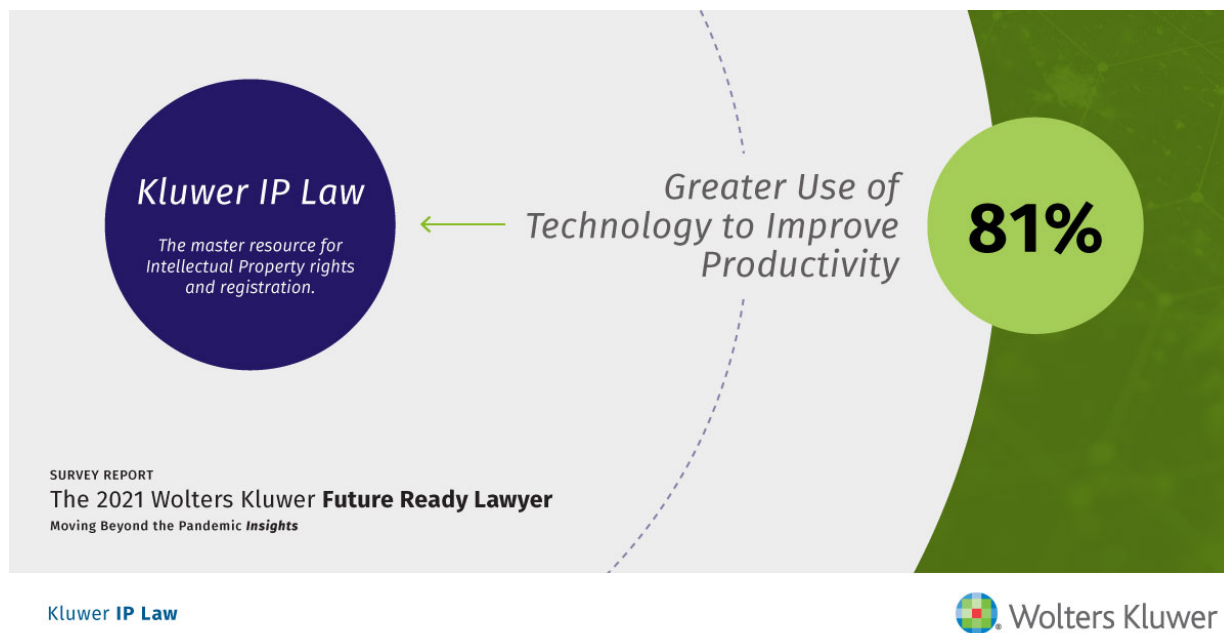 Kluwer IP Law
The master resource for
Intellectual Property rights
and registration.
Greater Use of
Technology to Improve
Productivity
81%
SURVEY REPORT
The 2021 Wolters Kluwer Future Ready Lawyer
Moving Beyond the Pandemic Insights
Kluwer IP Law
Wolters Kluwer